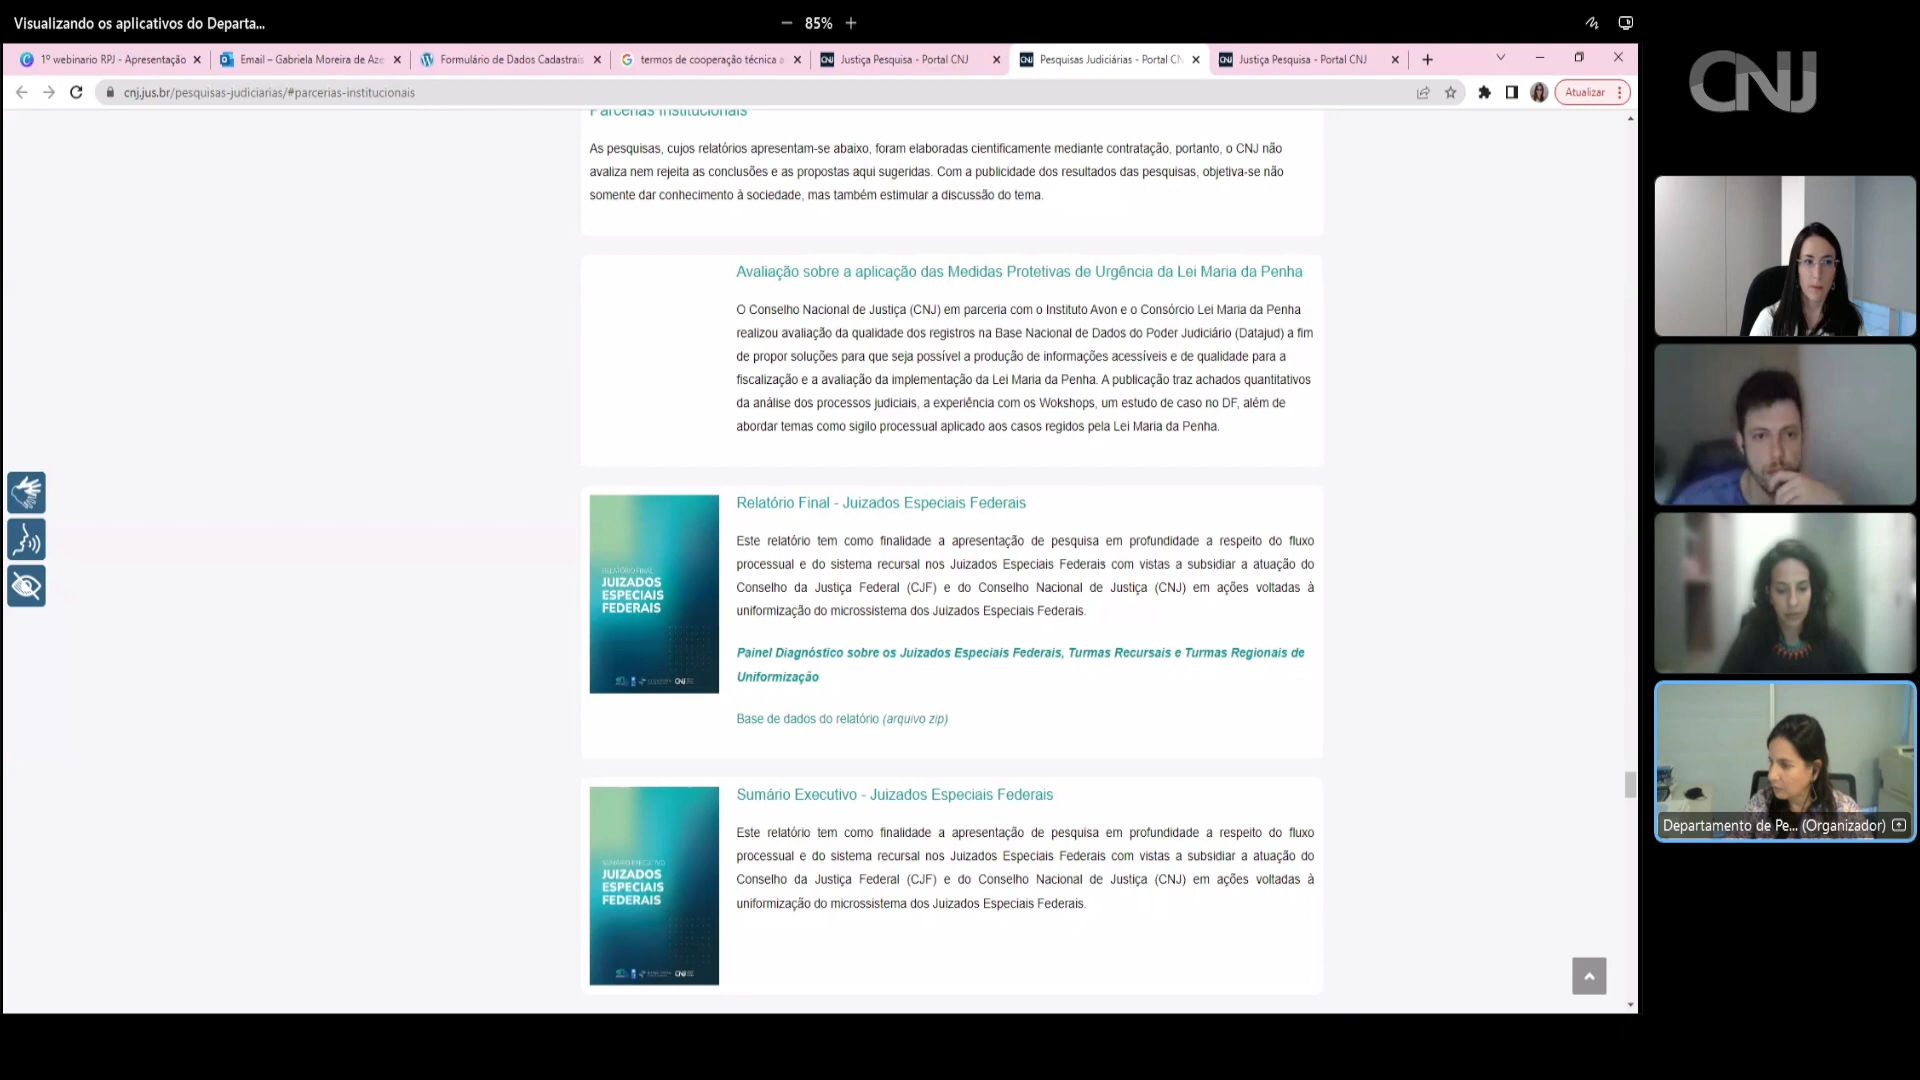 Visualizando os aplicativos do Departa...
85%
1º webinario RPJ - Apresentação
Email – Gabriela Moreira de Aze
Formulário de Dados Cadastrais
termos de cooperação técnica a
Justiça Pesquisa - Portal CNJ
Pesquisas Judiciárias - Portal CN
Justiça Pesquisa - Portal CNJ
cnj.jus.br/pesquisas-judiciarias/#parcerias-institucionais
Atualizar
CNJ
Parcerias Institucionais
As pesquisas, cujos relatórios apresentam-se abaixo, foram elaboradas cientificamente mediante contratação, portanto, o CNJ não
avaliza nem rejeita as conclusões e as propostas aqui sugeridas. Com a publicidade dos resultados das pesquisas, objetiva-se não
somente dar conhecimento à sociedade, mas também estimular a discussão do tema.
Avaliação sobre a aplicação das Medidas Protetivas de Urgência da Lei Maria da Penha
O Conselho Nacional de Justiça (CNJ) em parceria com o Instituto Avon e o Consórcio Lei Maria da Penha
realizou avaliação da qualidade dos registros na Base Nacional de Dados do Poder Judiciário (Datajud) a fim
de propor soluções para que seja possível a produção de informações acessíveis e de qualidade para a
fiscalização e a avaliação da implementação da Lei Maria da Penha. A publicação traz achados quantitativos
da análise dos processos judiciais, a experiência com os Wokshops, um estudo de caso no DF, além de
abordar temas como sigilo processual aplicado aos casos regidos pela Lei Maria da Penha.
RELATÓRIO FINAL
JUIZADOS
ESPECIAIS
FEDERAIS
CNJ
Relatório Final - Juizados Especiais Federais
Este relatório tem como finalidade a apresentação de pesquisa em profundidade a respeito do fluxo
processual e do sistema recursal nos Juizados Especiais Federais com vistas a subsidiar a atuação do
Conselho da Justiça Federal (CJF) e do Conselho Nacional de Justiça (CNJ) em ações voltadas à
uniformização do microssistema dos Juizados Especiais Federais.
Painel Diagnóstico sobre os Juizados Especiais Federais, Turmas Recursais e Turmas Regionais de
Uniformização
Base de dados do relatório (arquivo zip)
SUMÁRIO EXECUTIVO
JUIZADOS
ESPECIAIS
FEDERAIS
CNJ
Sumário Executivo - Juizados Especiais Federais
Este relatório tem como finalidade a apresentação de pesquisa em profundidade a respeito do fluxo
processual e do sistema recursal nos Juizados Especiais Federais com vistas a subsidiar a atuação do
Conselho da Justiça Federal (CJF) e do Conselho Nacional de Justiça (CNJ) em ações voltadas à
uniformização do microssistema dos Juizados Especiais Federais.
Departamento de Pe... (Organizador)